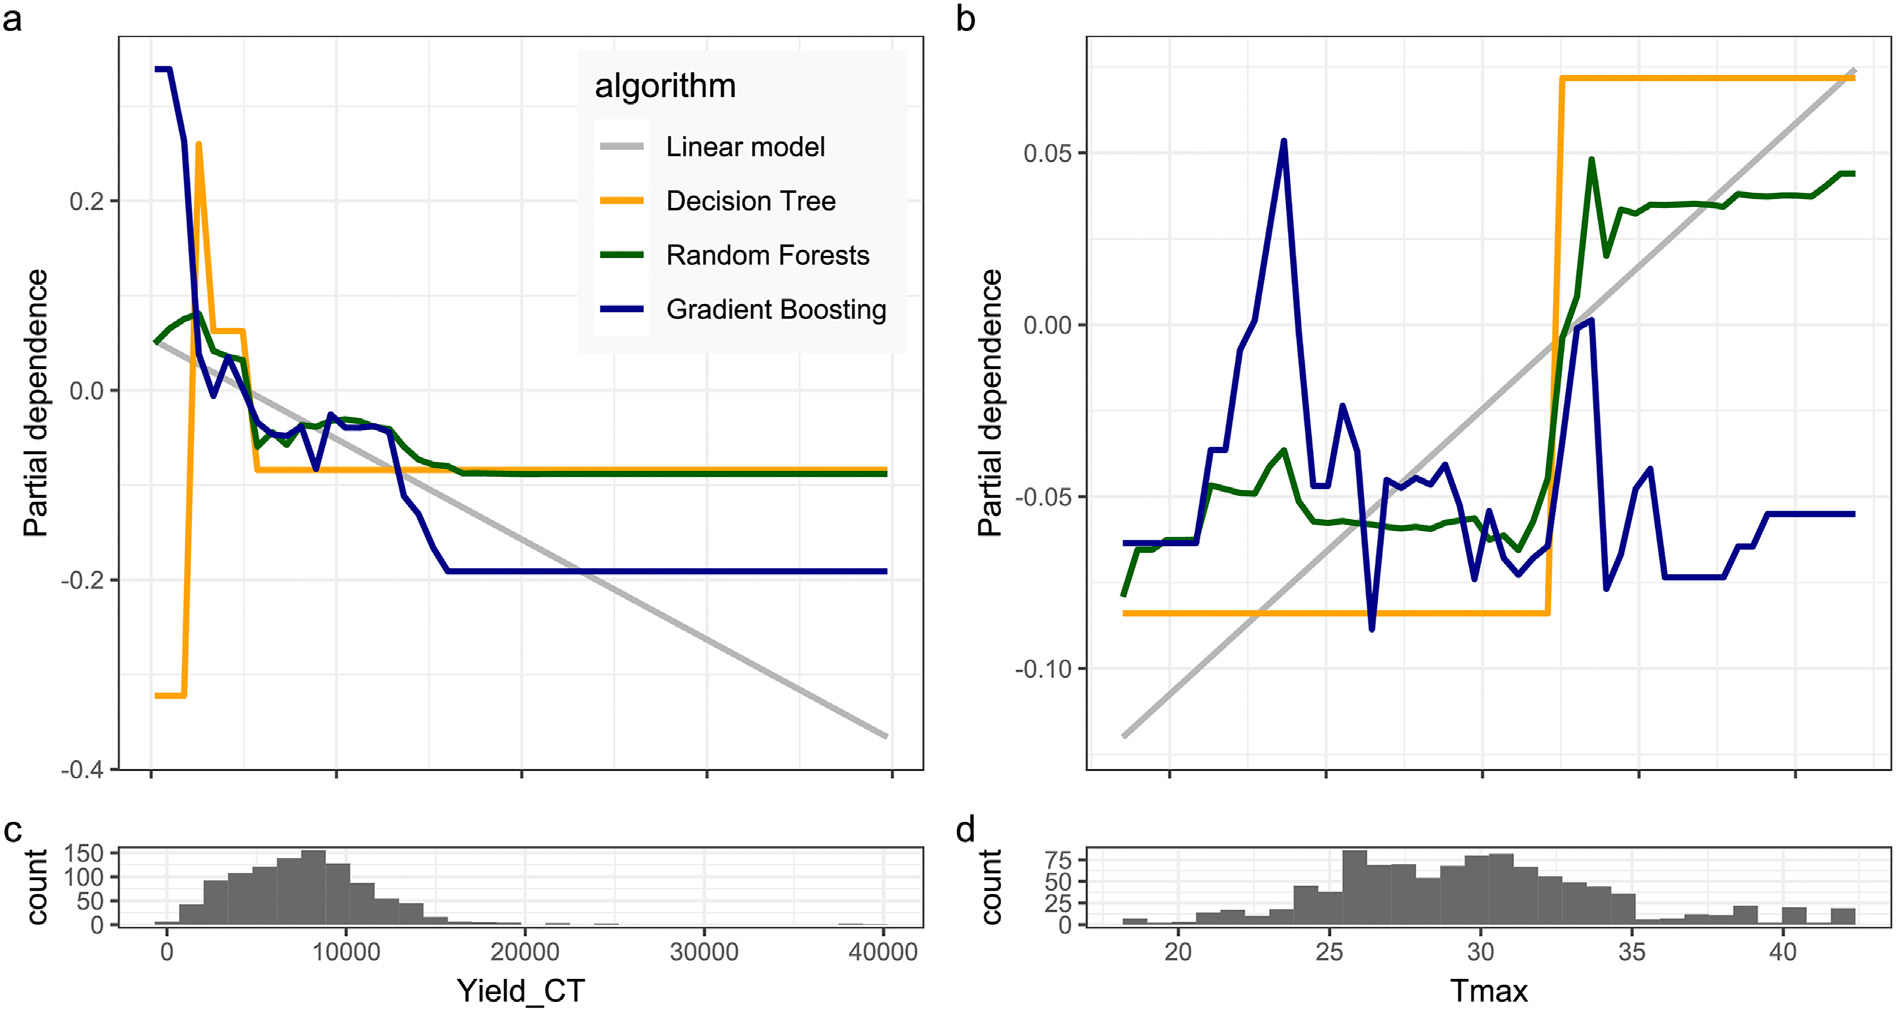 a
algorithm
Linear model
Decision Tree
Random Forests
Gradient Boosting
Partial dependence
0.2
0.0
-0.2
-0.4
b
Partial dependence
0.05
0.00
-0.05
-0.10
c
count
150
100
50
0
0 10000 20000 30000 40000
Yield_CT
d
count
75
50
25
0
20 25 30 35 40
Tmax